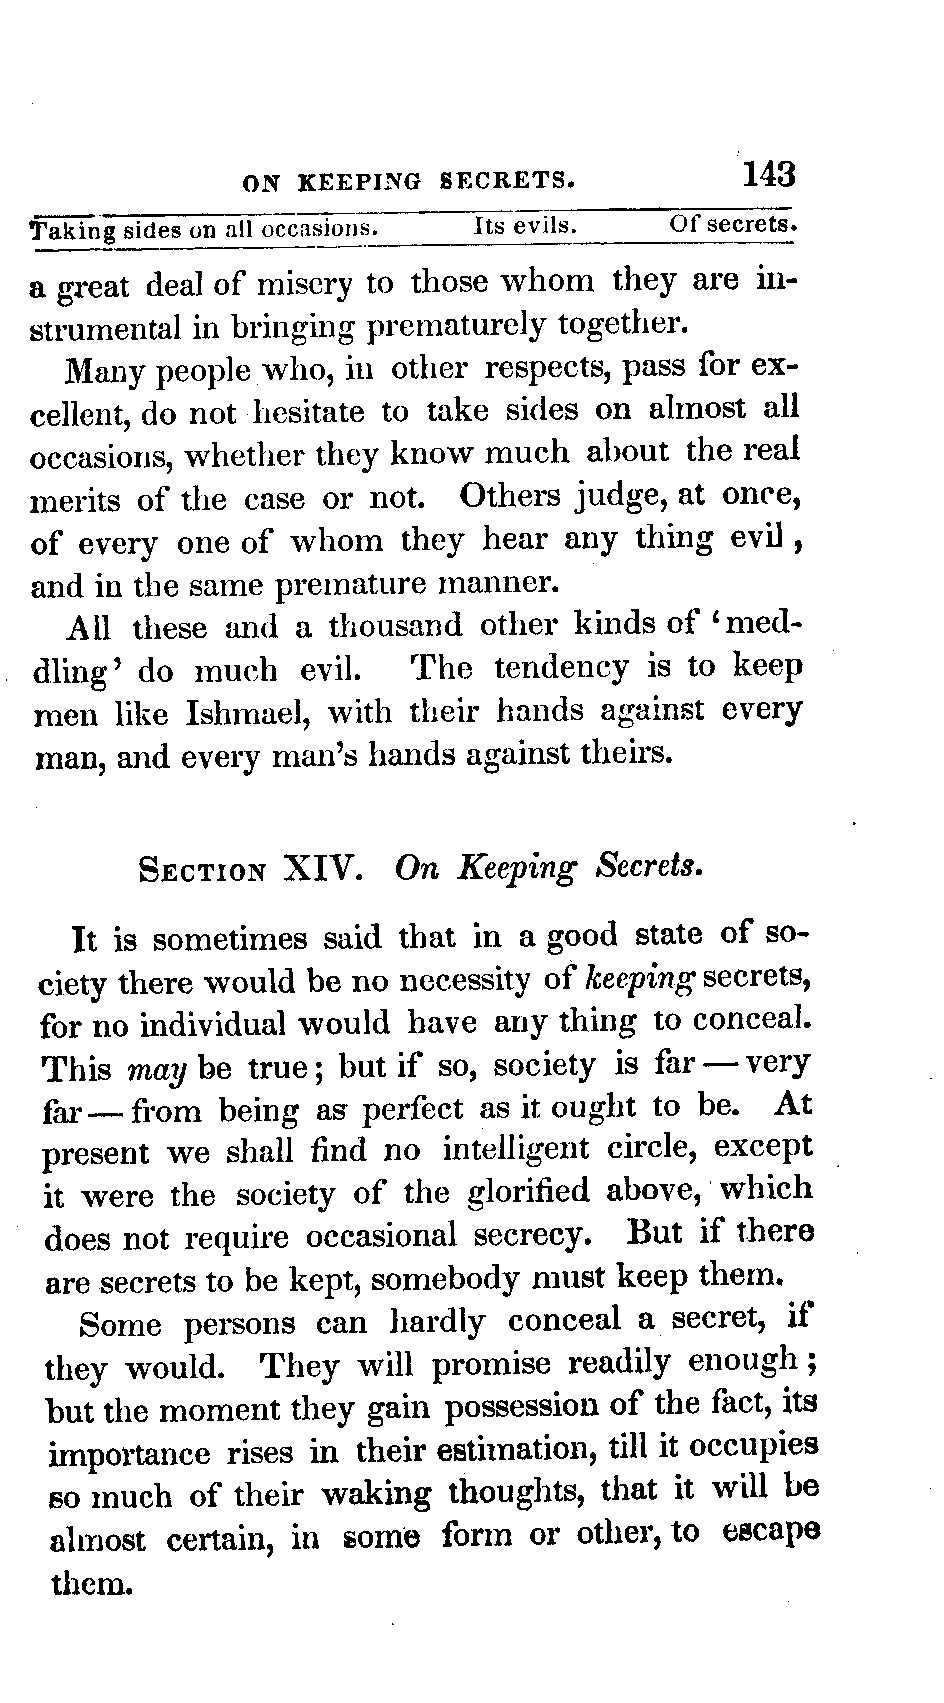 ON KEEPING SECRETS. 143
Taking sides on all occasions. Its evils. Of secrets.
a great deal of misery to those whom they are in-
strumental in bringing prematurely together.
Many people who, in other respects, pass for ex-
cellent, do not hesitate to take sides on almost all
occasions, whether they know much about the real
merits of the case or not. Others judge, at once,
of every one of whom they hear any thing evil,
and in the same premature manner.
All these and a thousand other kinds of ‘med-
dling’ do much evil. The tendency is to keep
men like Ishmael, with their hands against every
man, and every man’s hands against theirs.
SECTION XIV. On Keeping Secrets.
It is sometimes said that in a good state of so-
ciety there would be no necessity of keeping secrets,
for no individual would have any thing to conceal.
This may be true; but if so, society is far — very
far — from being as perfect as it ought to be. At
present we shall find no intelligent circle, except
it were the society of the glorified above, which
does not require occasional secrecy. But if there
are secrets to be kept, somebody must keep them.
Some persons can hardly conceal a secret, if
they would. They will promise readily enough;
but the moment they gain possession of the fact, its
importance rises in their estimation, till it occupies
so much of their waking thoughts, that it will be
almost certain, in some form or other, to escape
them.